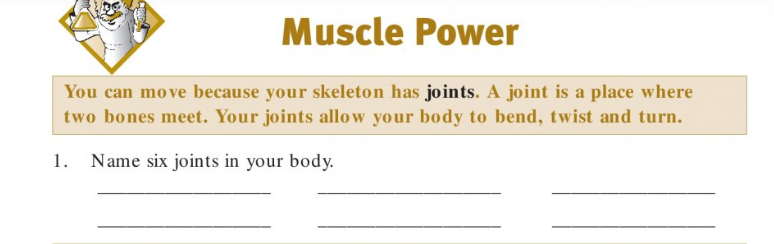 Muscle Power
You can move because your skeleton has joints. A joint is a place where
two bones meet. Your joints allow your body to bend, twist and turn.
1. Name six joints in your body.